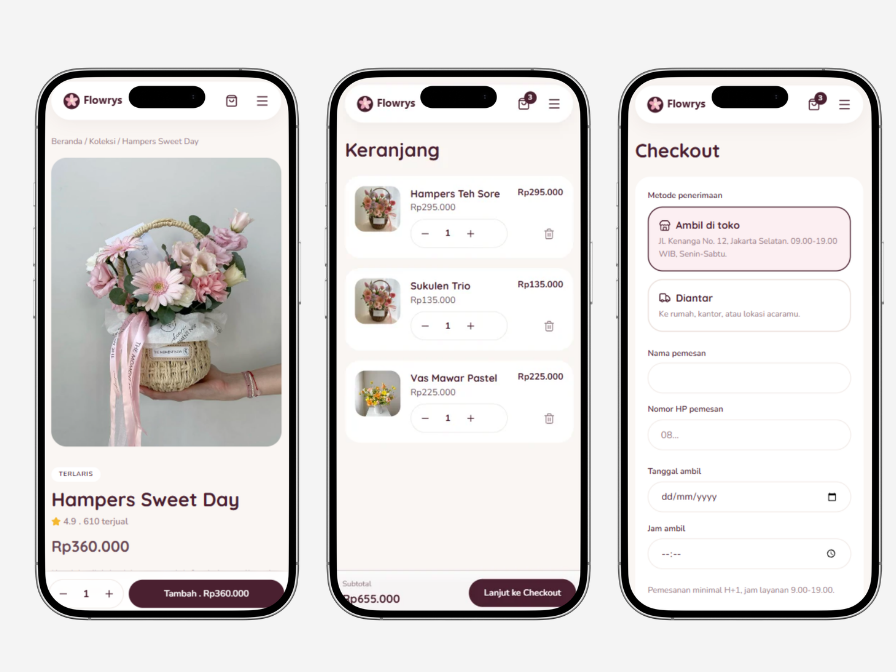 Flowrys
Beranda / Koleksi / Hampers Sweet Day
TERLARIS
Hampers Sweet Day
4.9 . 610 terjual
Rp360.000
− 1 +
Tambah . Rp360.000
Flowrys
3
Keranjang
Hampers Teh Sore
Rp295.000
Rp295.000
− 1 +
Sukulen Trio
Rp135.000
Rp135.000
− 1 +
Vas Mawar Pastel
Rp225.000
Rp225.000
− 1 +
Subtotal
Rp655.000
Lanjut ke Checkout
Flowrys
3
Checkout
Metode penerimaan
Ambil di toko
Jl. Kenanga No. 12, Jakarta Selatan. 09.00-19.00
WIB, Senin-Sabtu.
Diantar
Ke rumah, kantor, atau lokasi acaramu.
Nama pemesan
Nomor HP pemesan
08...
Tanggal ambil
dd/mm/yyyy
Jam ambil
--:--
Pemesanan minimal H+1, jam layanan 9.00-19.00.